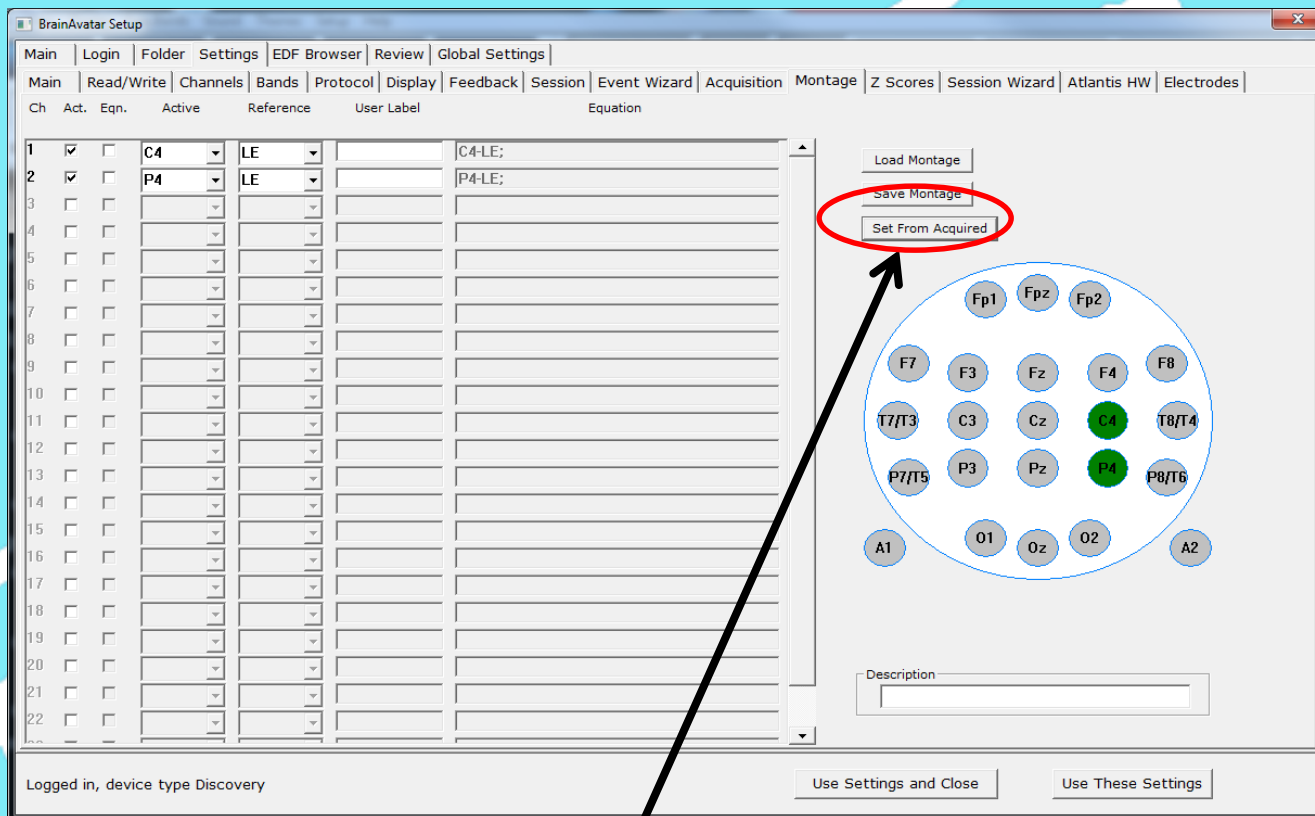 BrainAvatar Setup
Main Login Folder Settings EDF Browser Review Global Settings
Main Read/Write Channels Bands Protocol Display Feedback Session Event Wizard Acquisition Montage Z Scores Session Wizard Atlantis HW Electrodes
Ch Act. Eqn. Active Reference User Label Equation
1 C4 LE C4-LE;
2 P4 LE P4-LE;
3
4
5
6
7
8
9
10
11
12
13
14
15
16
17
18
19
20
21
22
Load Montage
Save Montage
Set From Acquired
Fp1 Fpz Fp2
F7 F3 Fz F4 F8
T7/T3 C3 Cz C4 T8/T4
P7/T5 P3 Pz P4 P8/T6
A1 O1 Oz O2 A2
Description
Logged in, device type Discovery
Use Settings and Close Use These Settings